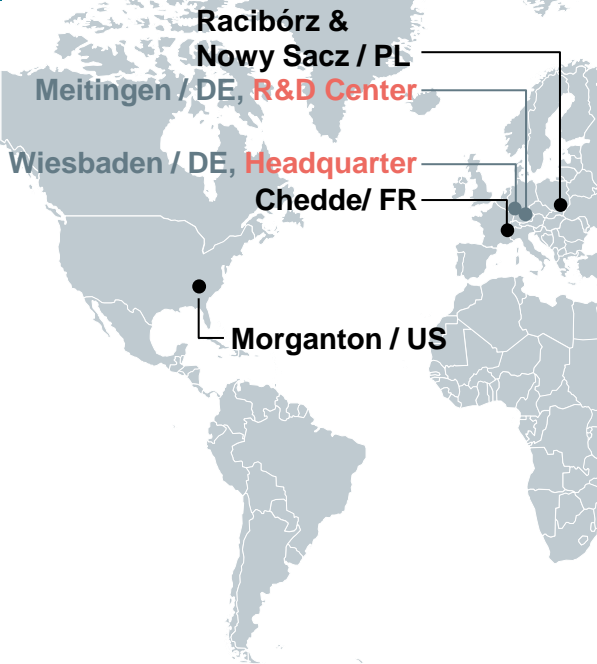 Racibórz &
Nowy Sacz / PL
Meitingen / DE, R&D Center
Wiesbaden / DE, Headquarter
Chedde/ FR
Morganton / US